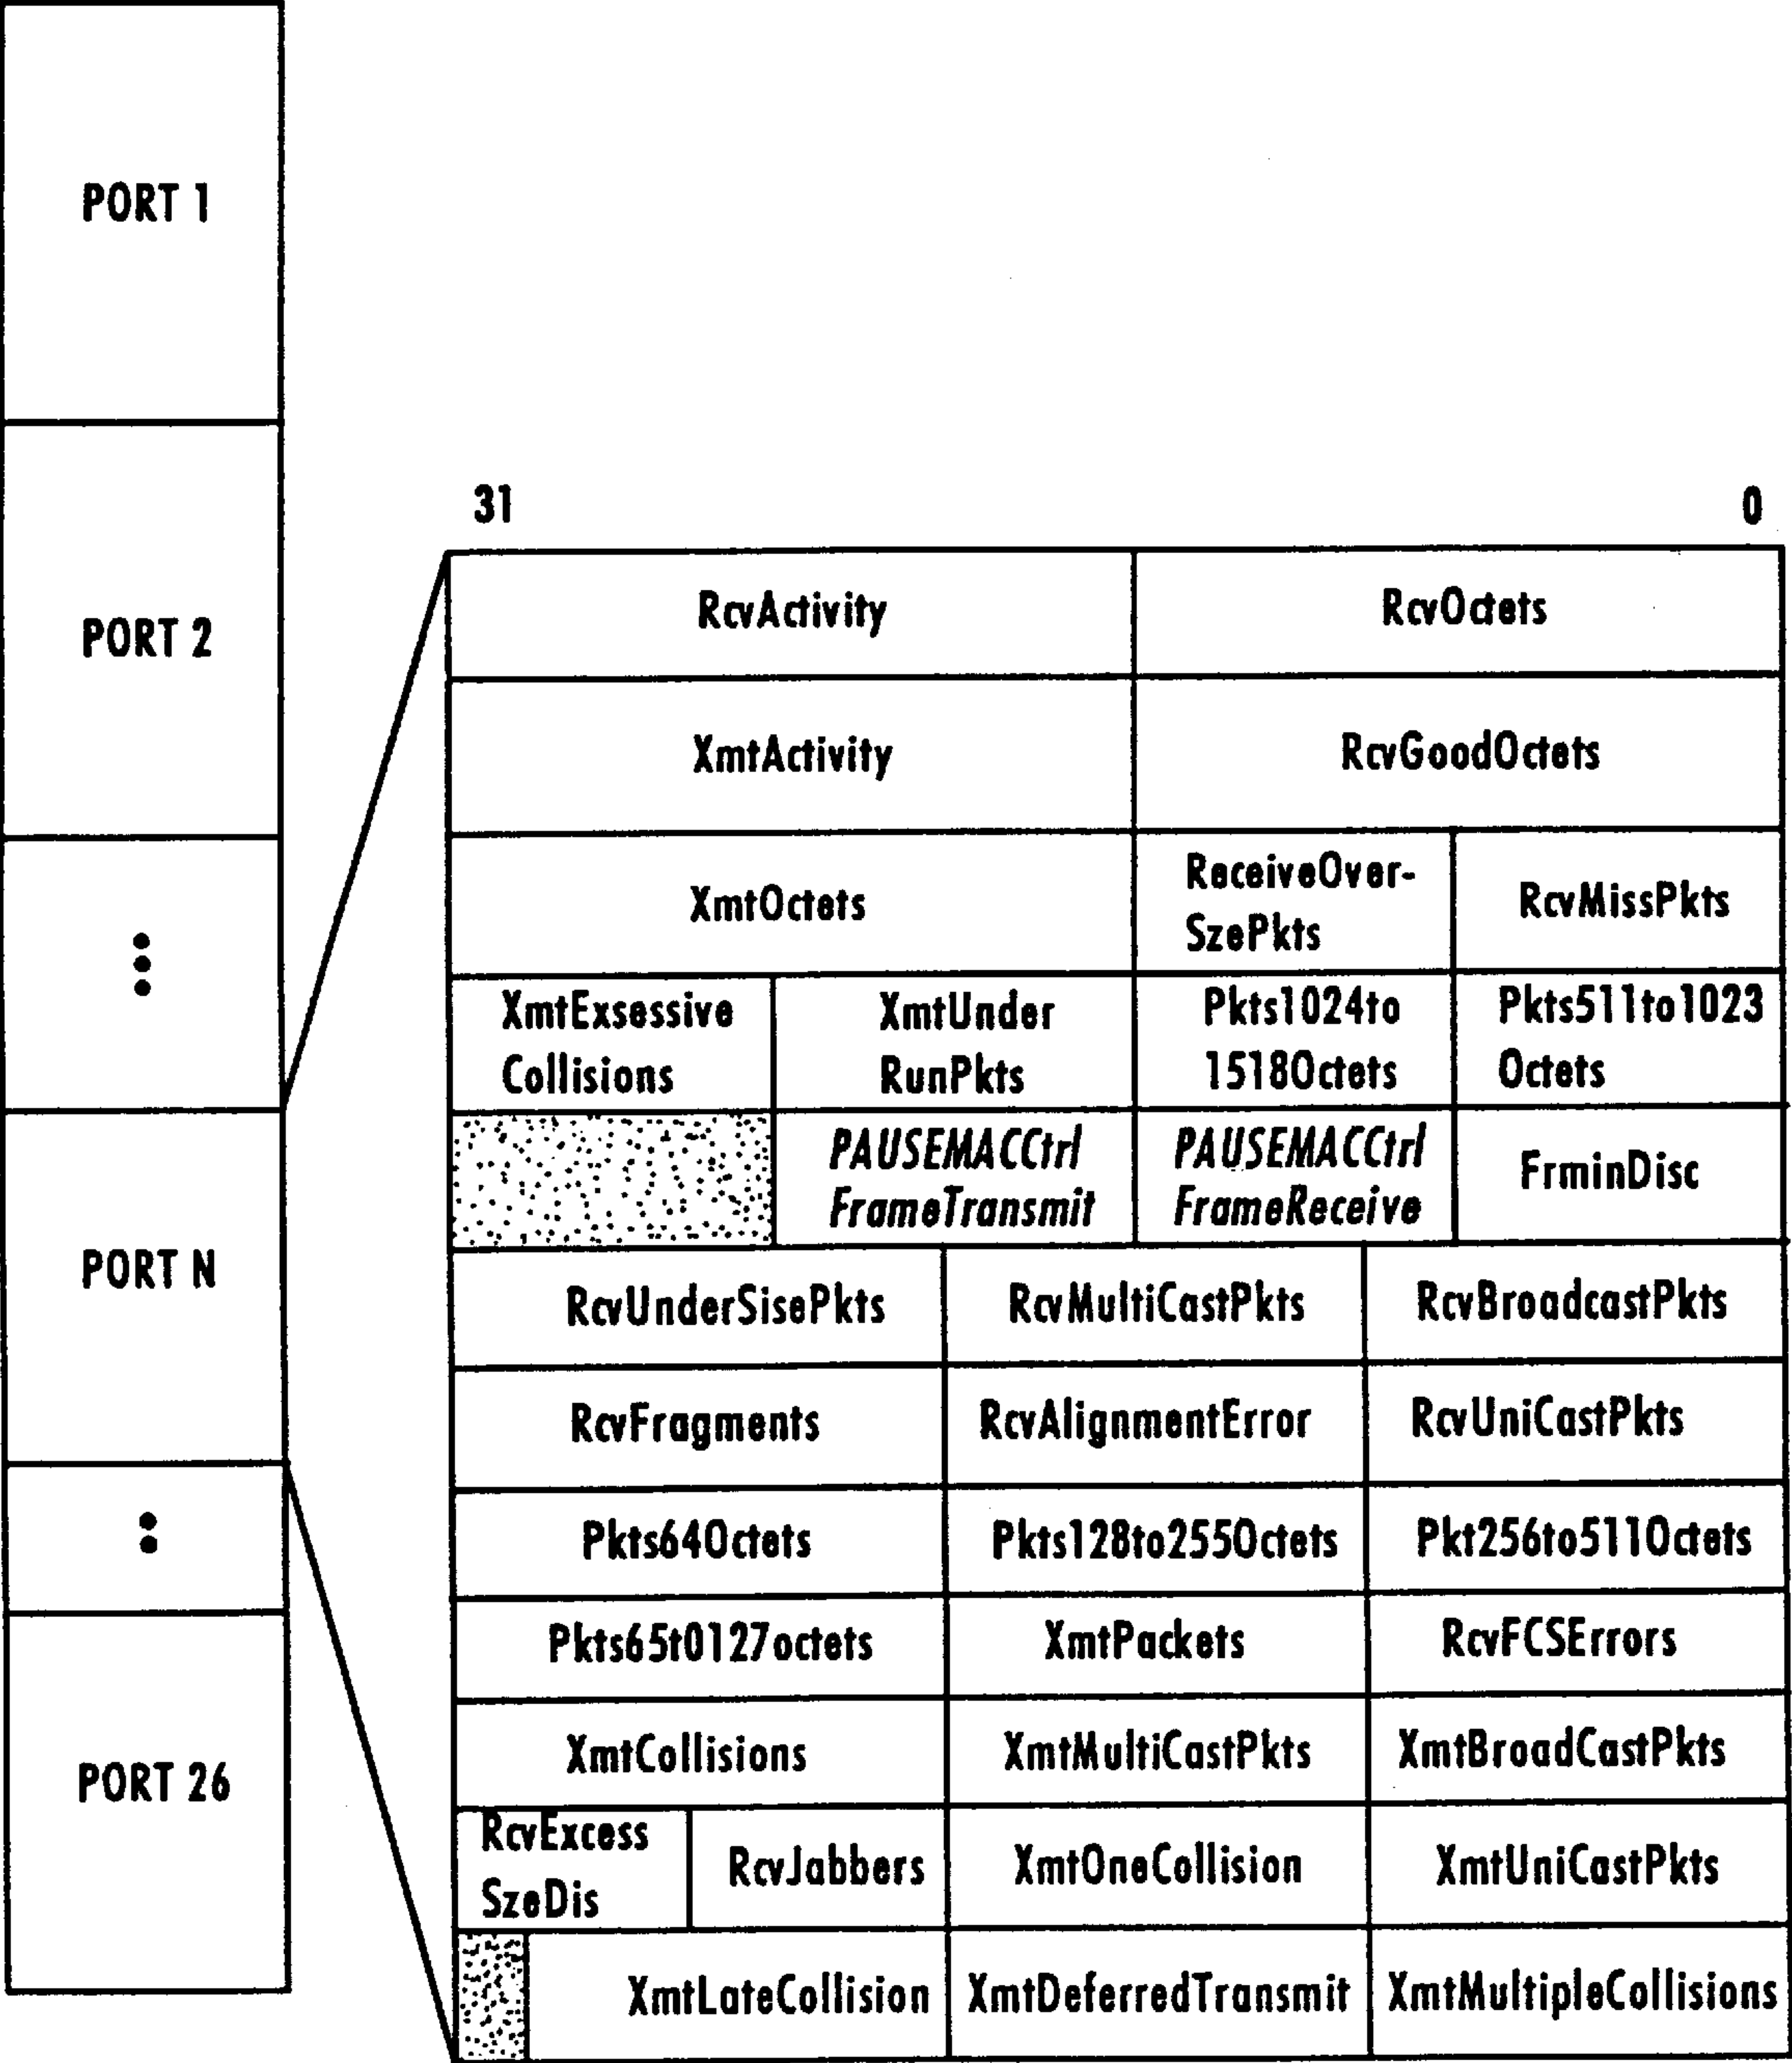 PORT 1
PORT 2
PORT N
PORT 26
31 0
RcvActivity
RcvOctets
XmtActivity
RcvGoodOctets
XmtOctets
ReceiveOver-
SzePkts
RcvMissPkts
XmtExsessive
Collisions
XmtUnder
RunPkts
Pkts1024to
1518Octets
Pkts511to1023
Octets
PAUSEMACCtrl
FrameTransmit
PAUSEMACCtrl
FrameReceive
FrminDisc
RcvUnderSisePkts
RcvMultiCastPkts
RcvBroadcastPkts
RcvFragments
RcvAlignmentError
RcvUniCastPkts
Pkts64Octets
Pkts128to255Octets
Pkt256to511Octets
Pkts65t0127octets
XmtPackets
RcvFCSErrors
XmtCollisions
XmtMultiCastPkts
XmtBroadCastPkts
RcvExcess
SzeDis
RcvJabbers
XmtOneCollision
XmtUniCastPkts
XmtLateCollision
XmtDeferredTransmit
XmtMultipleCollisions